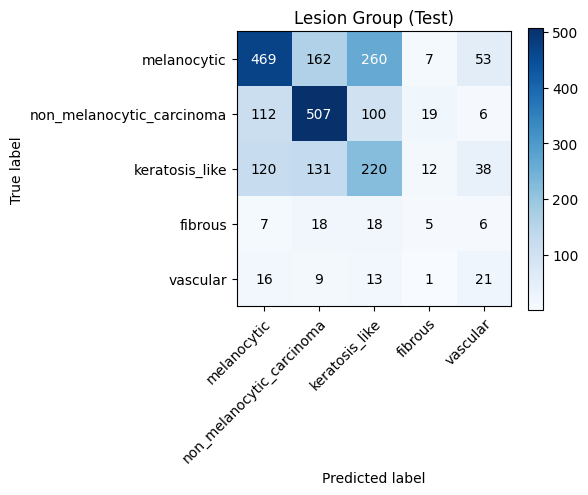 Lesion Group (Test)
True label
melanocytic 469 162 260 7 53
non_melanocytic_carcinoma 112 507 100 19 6
keratosis_like 120 131 220 12 38
fibrous 7 18 18 5 6
vascular 16 9 13 1 21
melanocytic
non_melanocytic_carcinoma
keratosis_like
fibrous
vascular
Predicted label
500
400
300
200
100